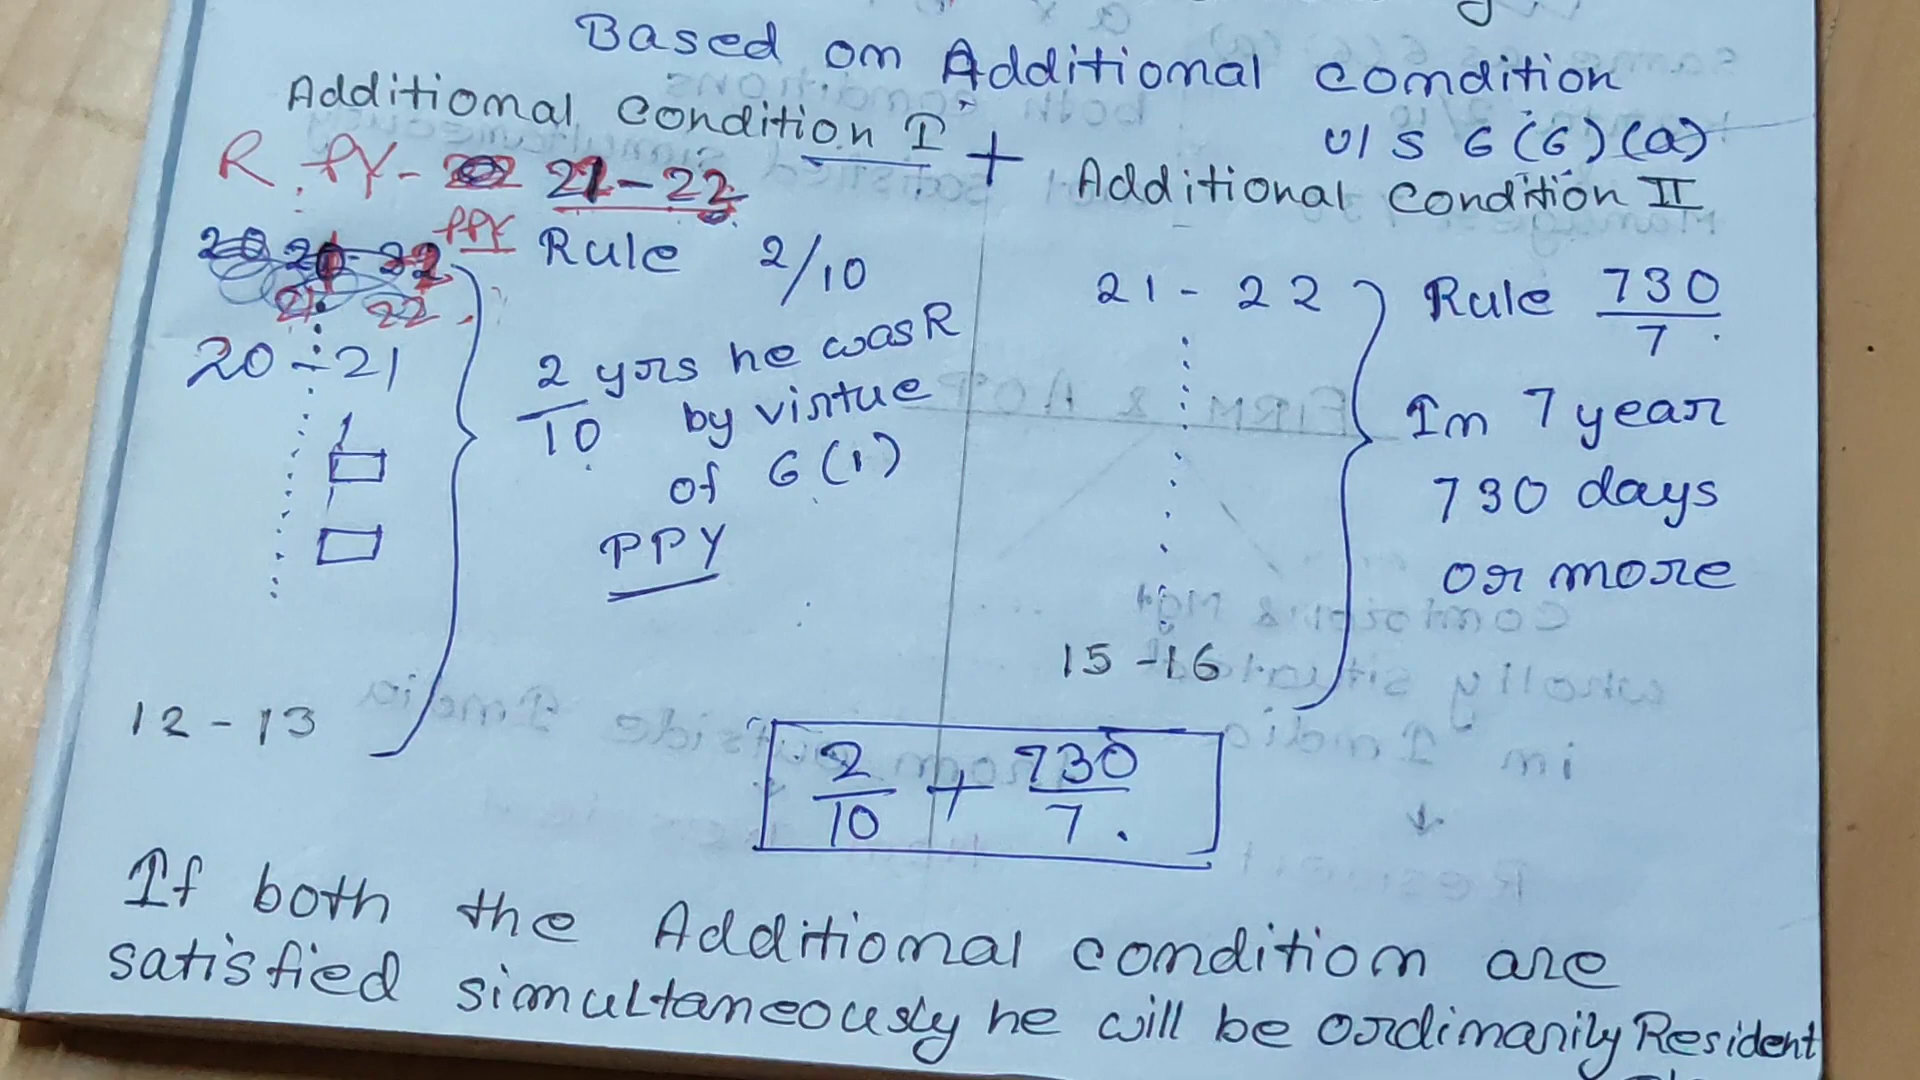 Based on Additional condition
u/s 6(6)(a)
Additional Condition I +
Additional Condition II
R. PY - 21-22
PPY
Rule 2/10
21 22
20-21
2/10 yrs he was R
by virtue
of 6(1)
PPY
12-13
21-22
Rule 730/7.
In 7 year
730 days
or more
15-16
2/10 + 730/7.
If both the Additional condition are
satisfied simultaneously he will be ordinarily Resident